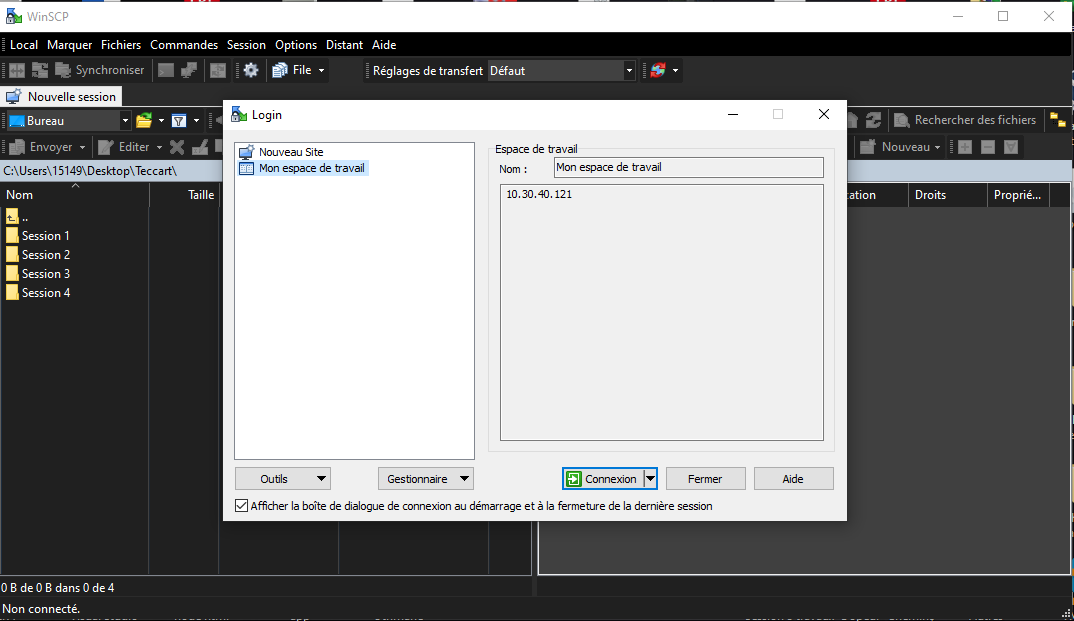 WinSCP
Local Marquer Fichiers Commandes Session Options Distant Aide
Synchroniser File Réglages de transfert Défaut
Nouvelle session
Bureau Rechercher des fichiers
Envoyer Editer Nouveau
C:\Users\15149\Desktop\Teccart\
Nom Taille Droits Proprié...
..
Session 1
Session 2
Session 3
Session 4
Login
Nouveau Site
Mon espace de travail
Espace de travail
Nom : Mon espace de travail
10.30.40.121
Outils Gestionnaire Connexion Fermer Aide
Afficher la boîte de dialogue de connexion au démarrage et à la fermeture de la dernière session
0 B de 0 B dans 0 de 4
Non connecté.